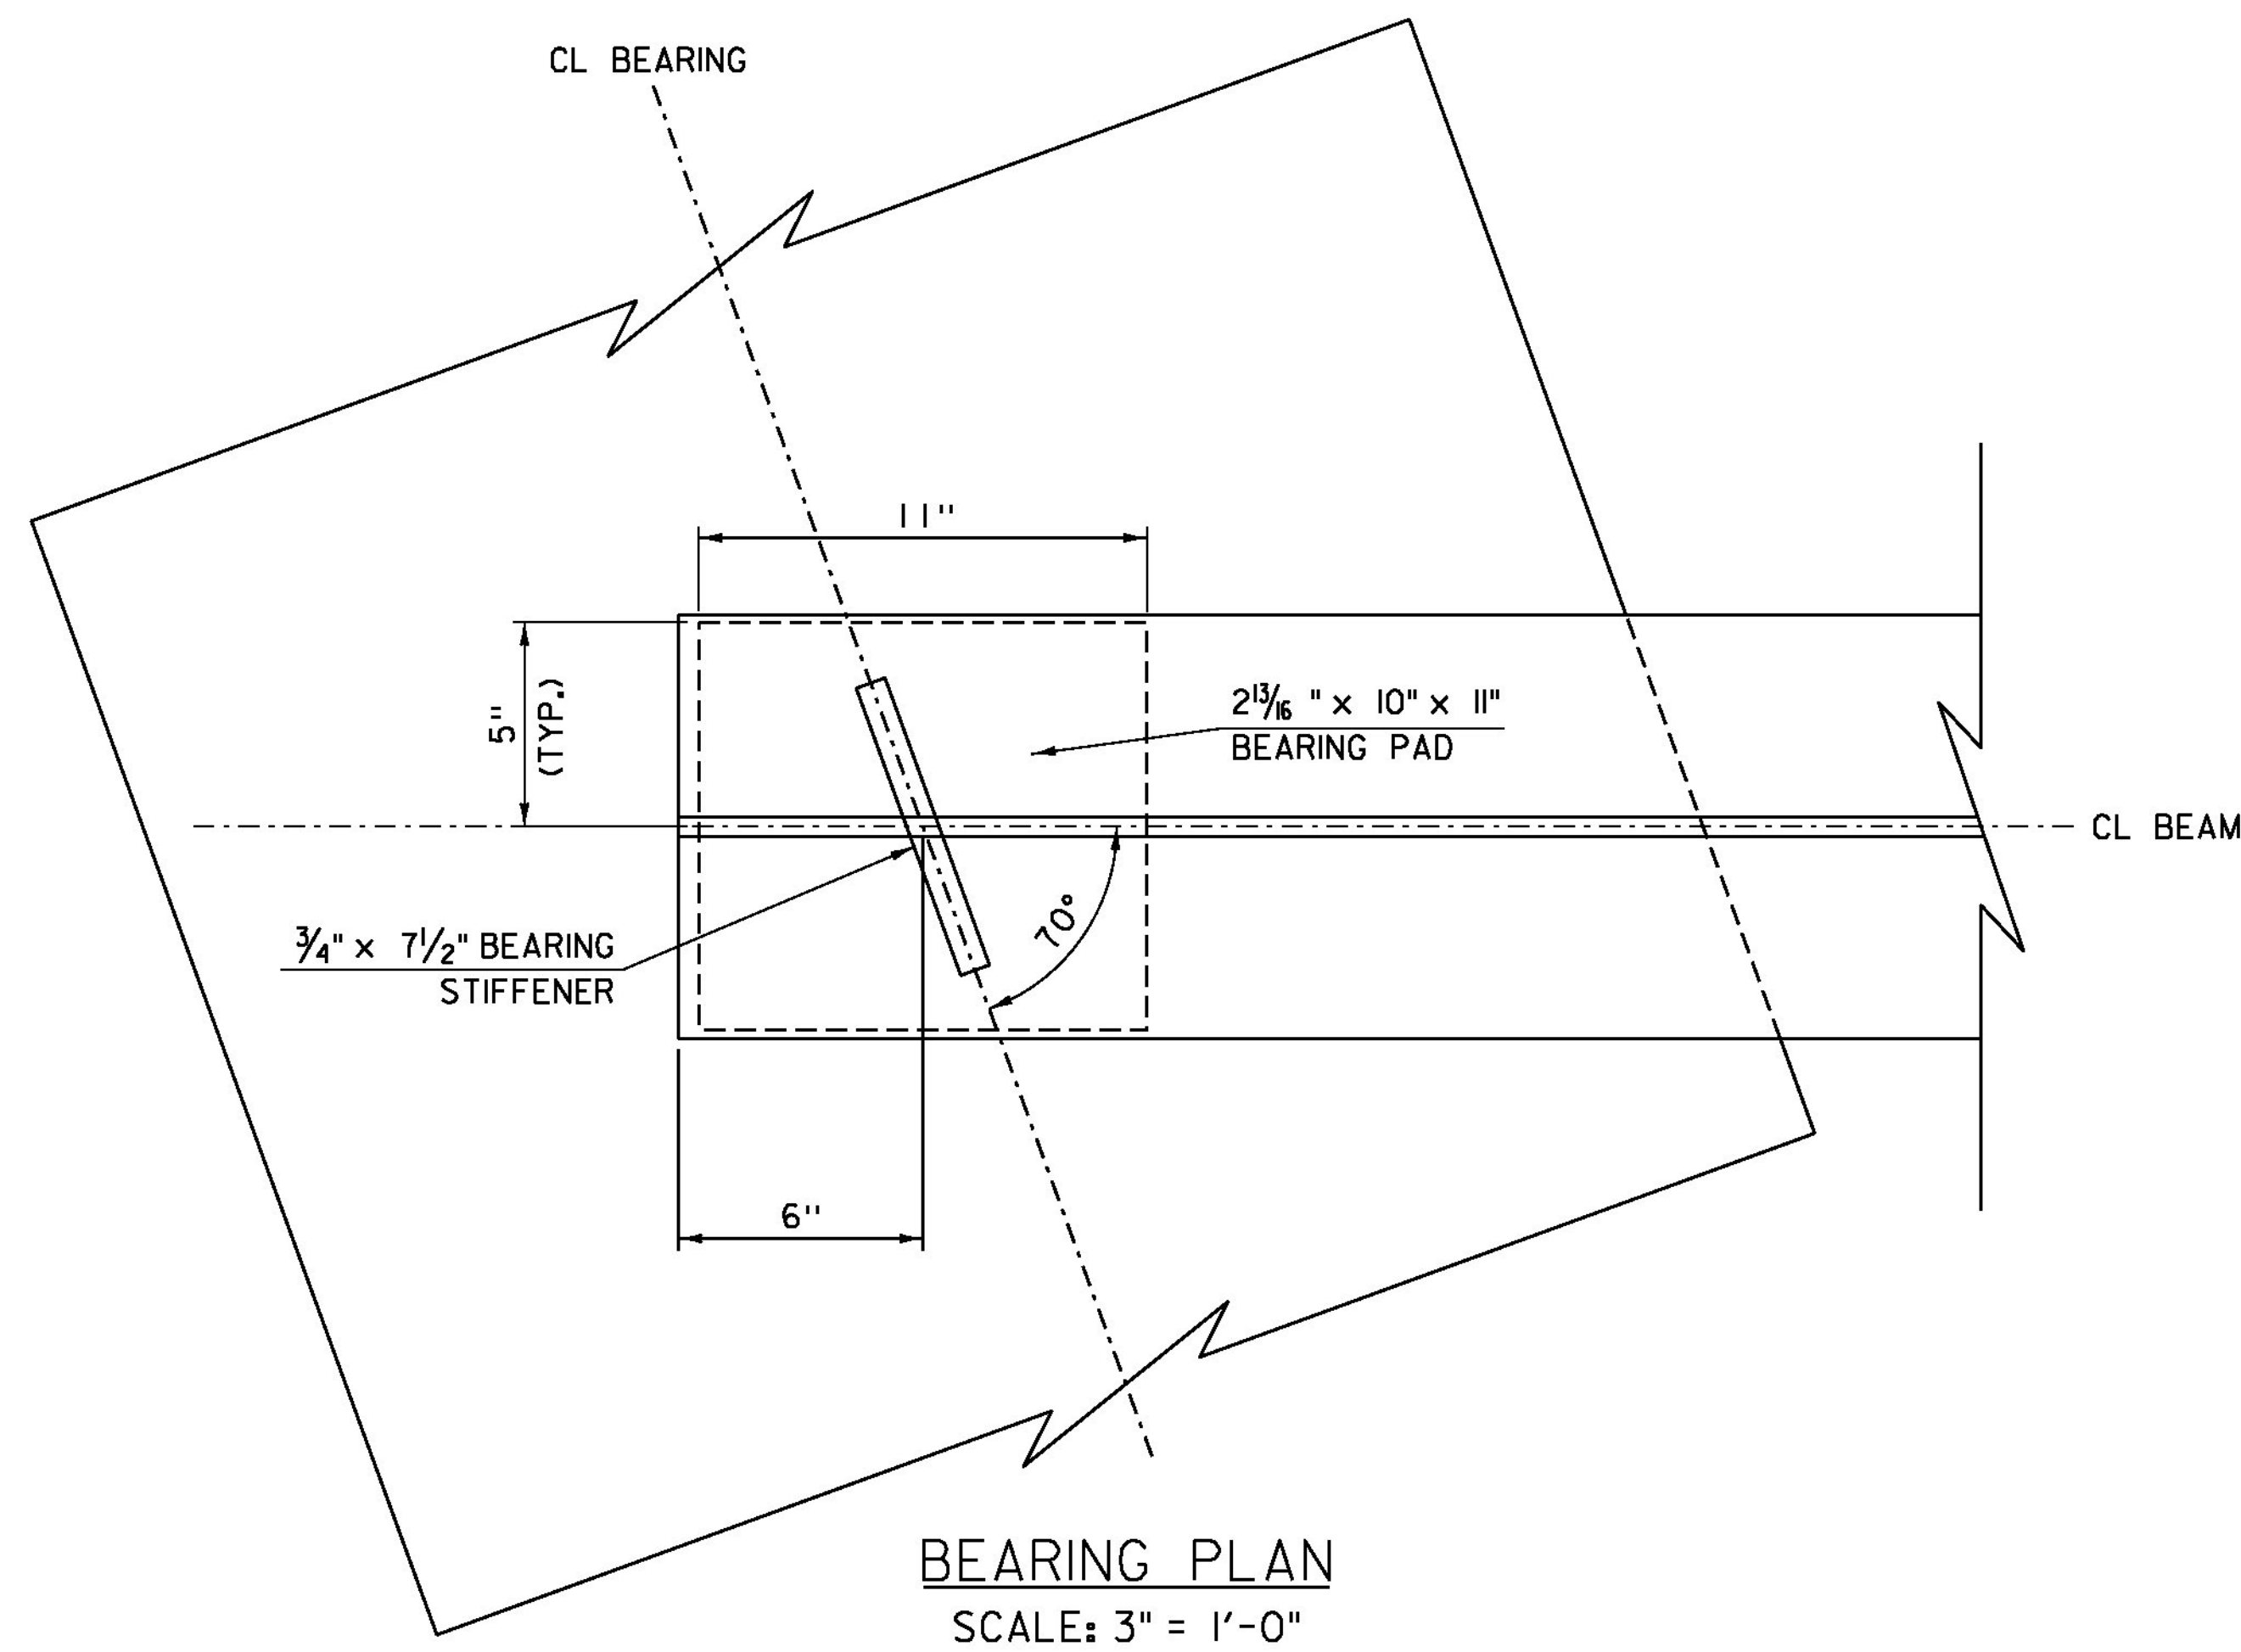 CL BEARING
11"
5"
(TYP.)
2 13/16 " x 10" x 11"
BEARING PAD
CL BEAM
70°
3/4" x 7 1/2" BEARING
STIFFENER
6"
BEARING PLAN
SCALE: 3" = 1'-0"